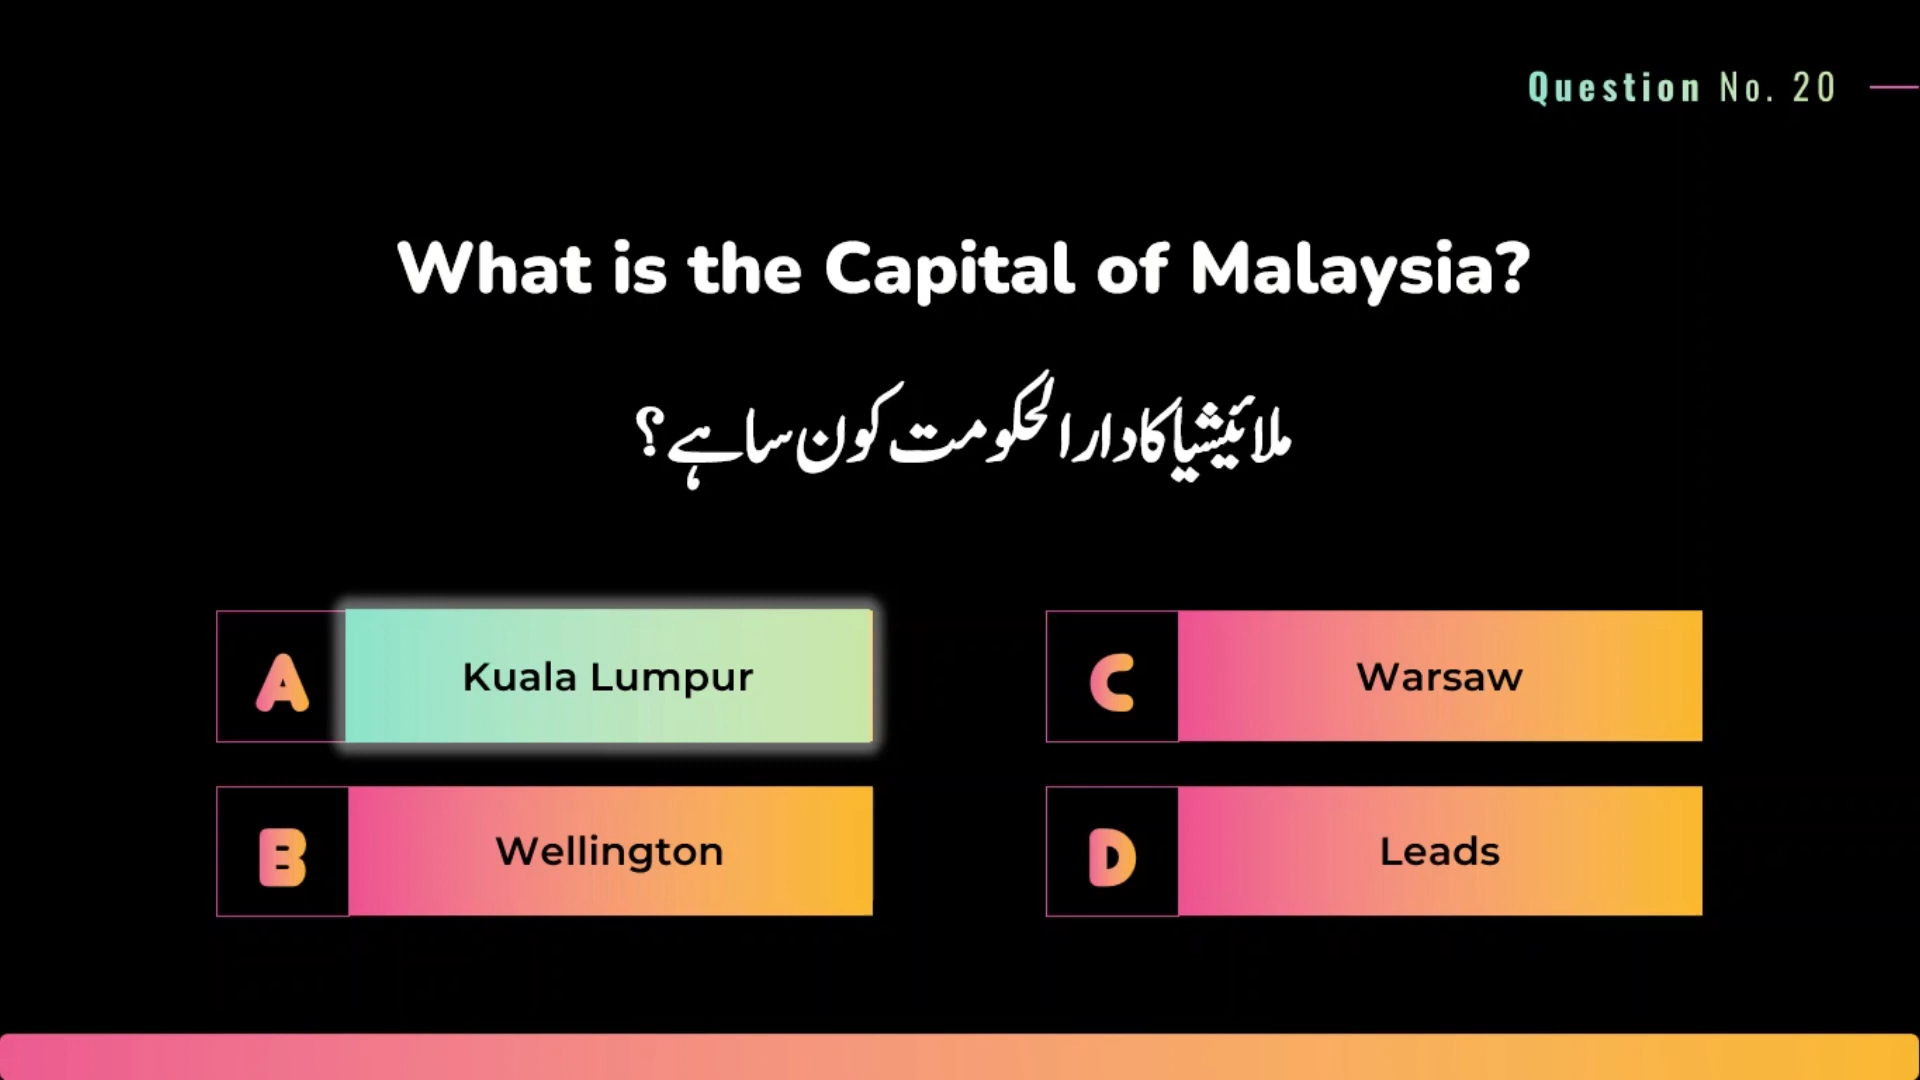 Question No. 20
What is the Capital of Malaysia?
ملائیشیا کا دارالحکومت کون سا ہے؟
A Kuala Lumpur
B Wellington
C Warsaw
D Leads